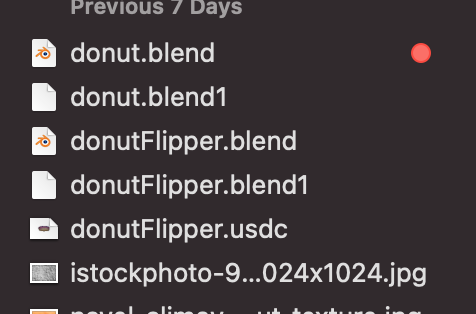 Previous 7 Days
donut.blend
donut.blend1
donutFlipper.blend
donutFlipper.blend1
donutFlipper.usdc
istockphoto-9...024x1024.jpg